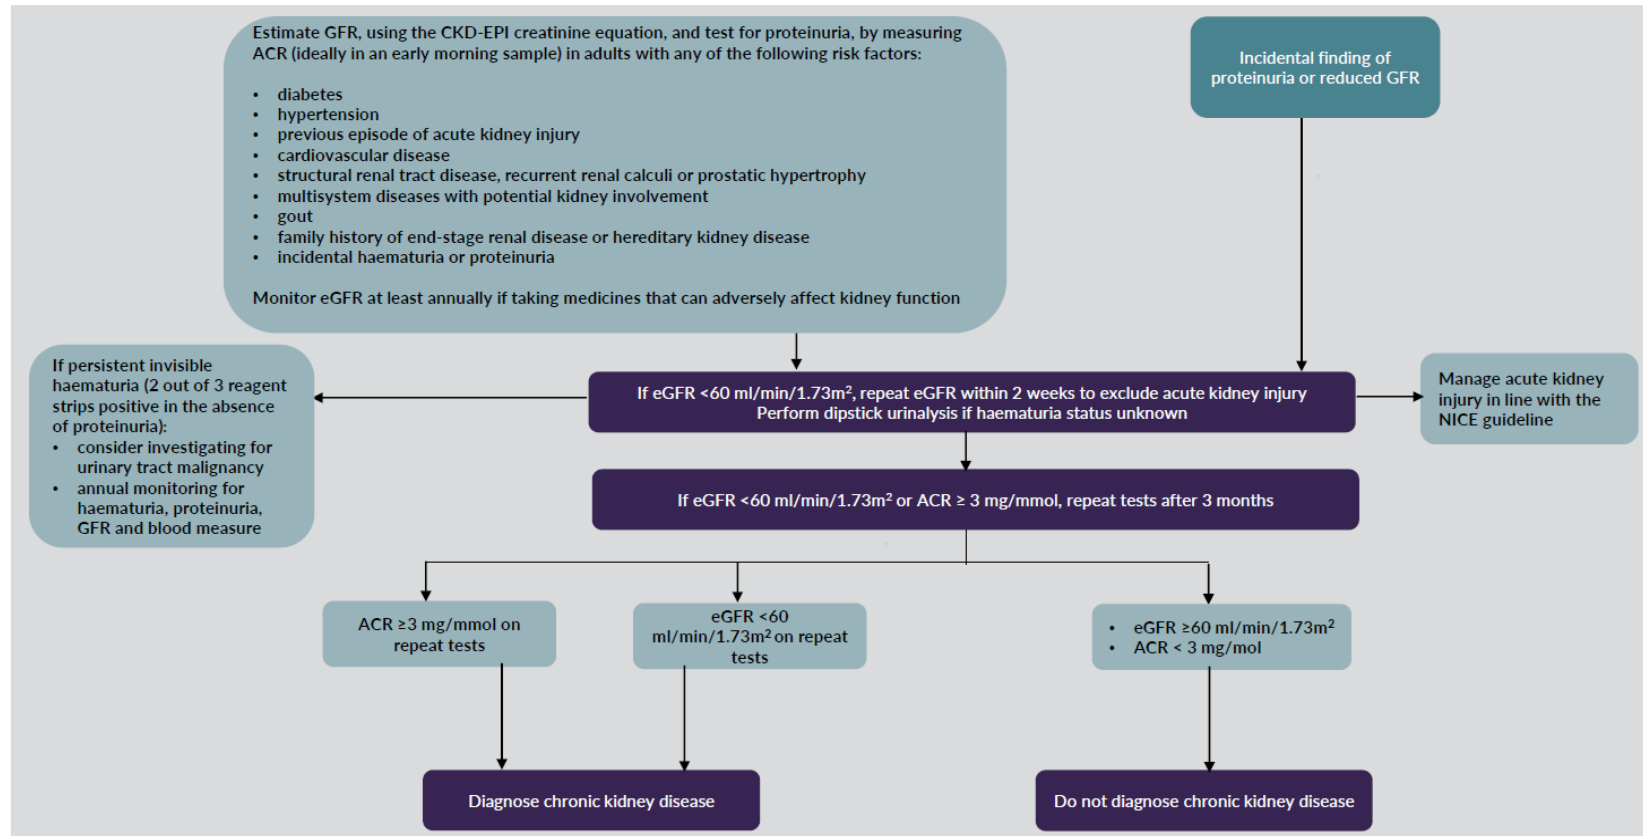 Estimate GFR, using the CKD-EPI creatinine equation, and test for proteinuria, by measuring
ACR (ideally in an early morning sample) in adults with any of the following risk factors:
• diabetes
• hypertension
• previous episode of acute kidney injury
• cardiovascular disease
• structural renal tract disease, recurrent renal calculi or prostatic hypertrophy
• multisystem diseases with potential kidney involvement
• gout
• family history of end-stage renal disease or hereditary kidney disease
• incidental haematuria or proteinuria
Monitor eGFR at least annually if taking medicines that can adversely affect kidney function
Incidental finding of
proteinuria or reduced GFR
If persistent invisible
haematuria (2 out of 3 reagent
strips positive in the absence
of proteinuria):
• consider investigating for
urinary tract malignancy
• annual monitoring for
haematuria, proteinuria,
GFR and blood measure
If eGFR <60 ml/min/1.73m², repeat eGFR within 2 weeks to exclude acute kidney injury
Perform dipstick urinalysis if haematuria status unknown
Manage acute kidney
injury in line with the
NICE guideline
If eGFR <60 ml/min/1.73m² or ACR ≥ 3 mg/mmol, repeat tests after 3 months
ACR ≥3 mg/mmol on
repeat tests
eGFR <60
ml/min/1.73m² on repeat
tests
• eGFR ≥60 ml/min/1.73m²
• ACR < 3 mg/mol
Diagnose chronic kidney disease
Do not diagnose chronic kidney disease